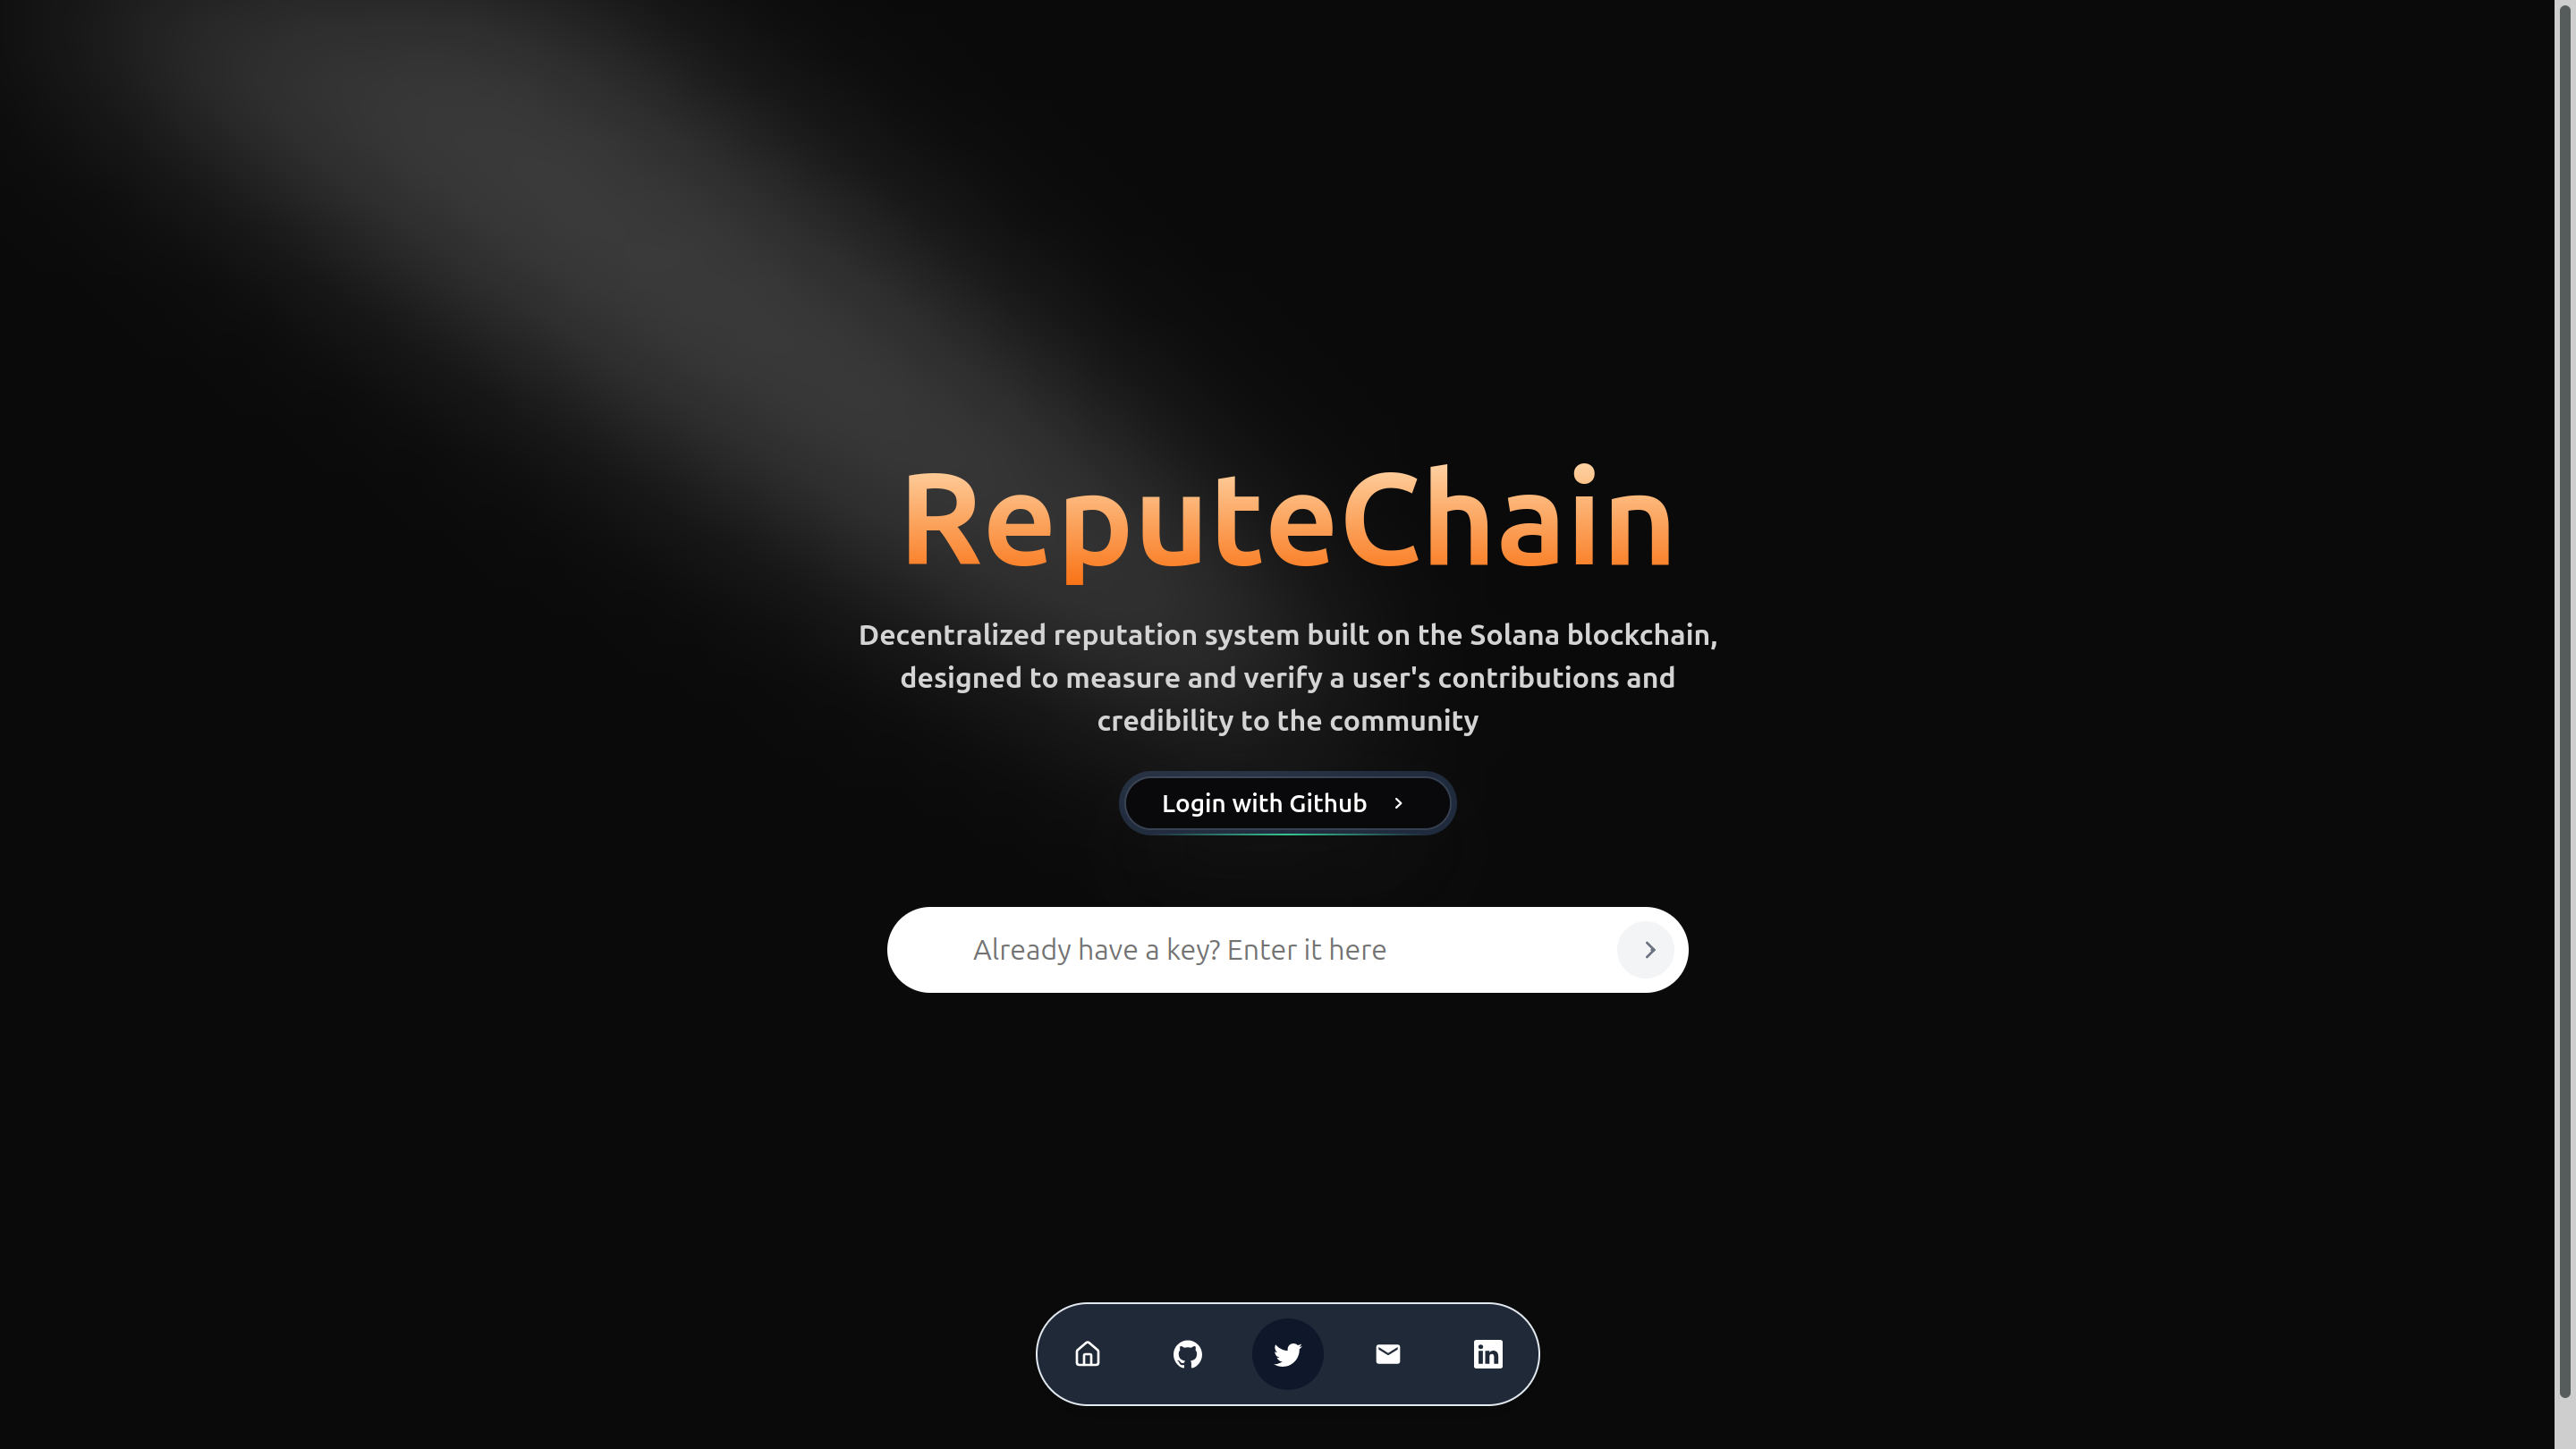 ReputeChain
Decentralized reputation system built on the Solana blockchain,
designed to measure and verify a user's contributions and
credibility to the community
Login with Github
Already have a key? Enter it here
in